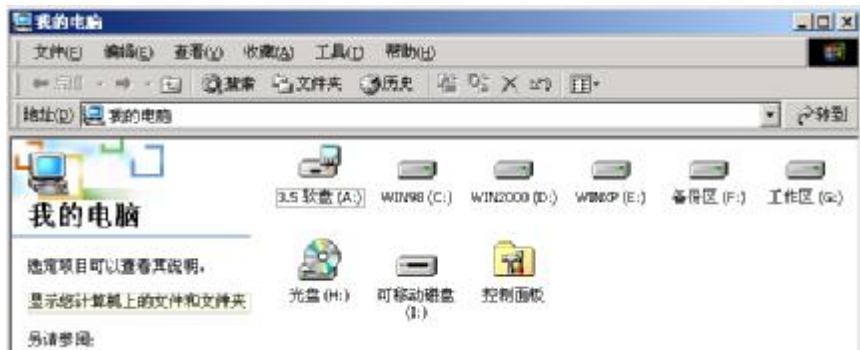 我的电脑
文件(E) 编辑(E) 查看(V) 收藏(A) 工具(T) 帮助(H)
后退 搜索 文件夹 历史
地址(D) 我的电脑 转到
我的电脑
选定项目可以查看其说明。
显示您计算机上的文件和文件夹
另请参阅:
3.5 软盘 (A:) WIN98 (C:) WIN2000 (D:) WINXP (E:) 备份区 (F:) 工作区 (G:)
光盘 (H:) 可移动磁盘 (I:) 控制面板